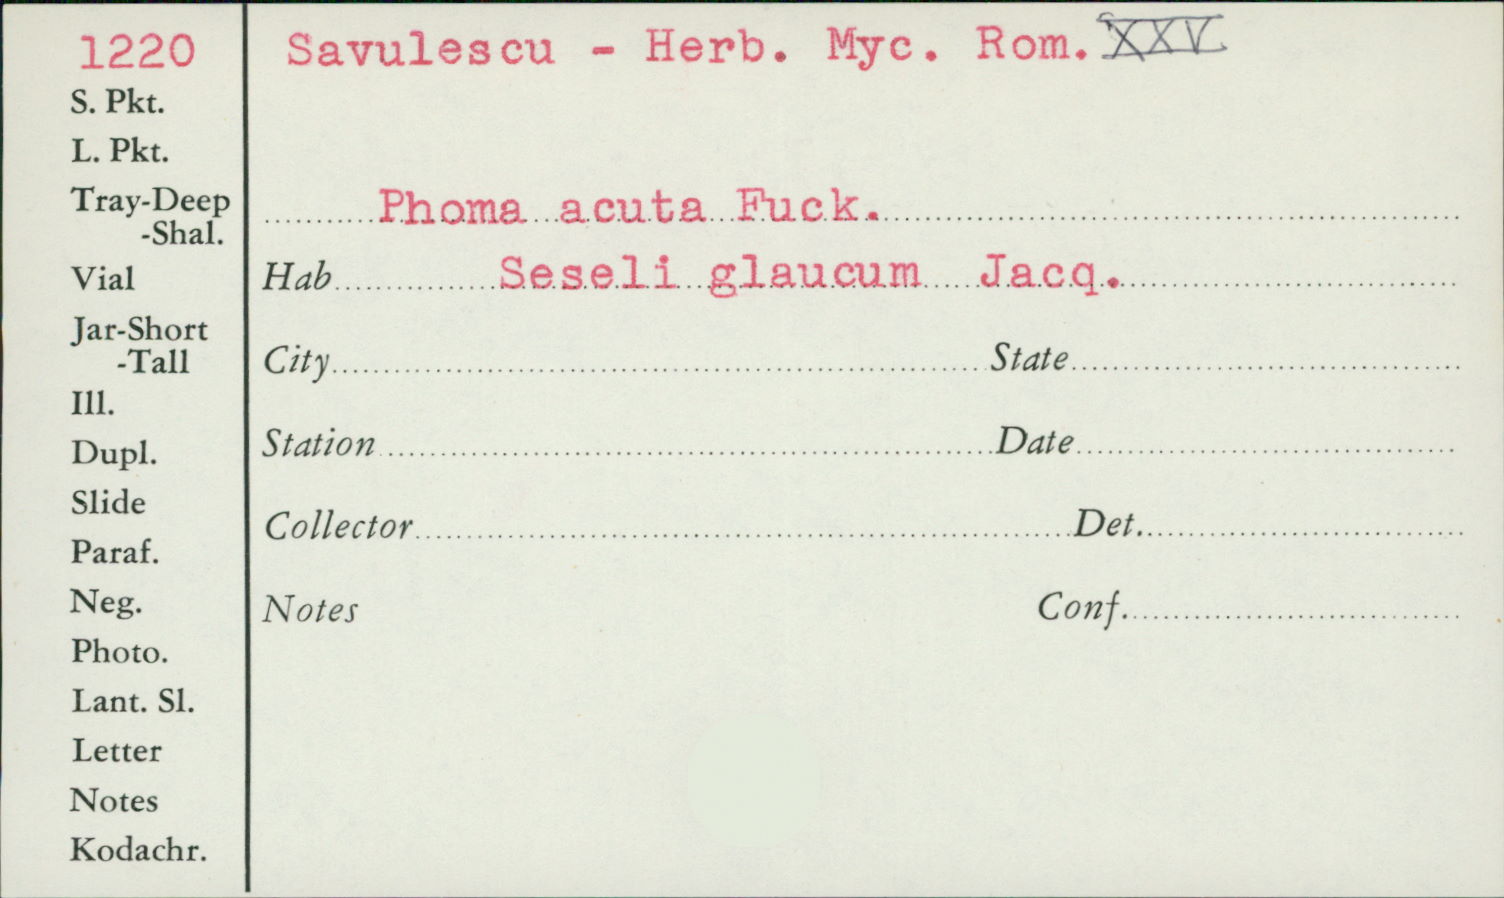 1220
Savulescu - Herb. Myc. Rom. XXV
S. Pkt.
L. Pkt.
Tray-Deep
-Shal.
Phoma acuta Fuck.
Vial
Hab Seseli glaucum Jacq.
Jar-Short
-Tall
City State
Ill.
Dupl.
Station Date
Slide
Collector Det.
Paraf.
Neg.
Notes Conf.
Photo.
Lant. Sl.
Letter
Notes
Kodachr.